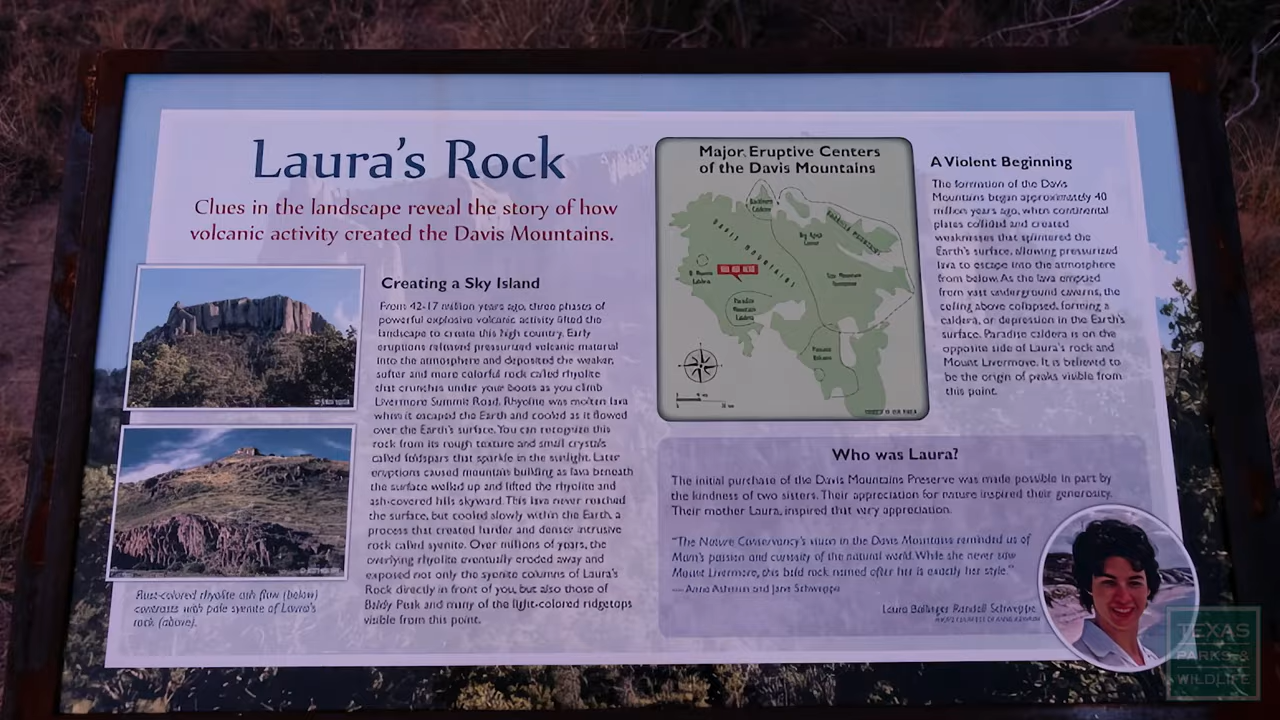 Laura's Rock
Clues in the landscape reveal the story of how
volcanic activity created the Davis Mountains.
Creating a Sky Island
From 42-17 million years ago, three phases of
powerful explosive volcanic activity lifted the
landscape to create this high country. Early
eruptions released pressurized volcanic material
into the atmosphere and deposited the weaker,
softer and more colorful rock called rhyolite
that crunches under your boots as you climb
Livermore Summit Road. Rhyolite was molten lava
when it escaped the Earth and cooled as it flowed
over the Earth's surface. You can recognize this
rock from its rough texture and small crystals
called feldspars that sparkle in the sunlight. Later
eruptions caused mountain building as lava beneath
the surface welled up and lifted the rhyolite and
ash-covered hills skyward. This lava never reached
the surface, but cooled slowly within the Earth, a
process that created harder and denser intrusive
rock called syenite. Over millions of years, the
overlying rhyolite eventually eroded away and
exposed not only the syenite columns of Laura's
Rock directly in front of you, but also those of
Baldy Peak and many of the light-colored ridgetops
visible from this point.
Rust-colored rhyolite ash flow (below)
contrasts with pale syenite of Laura's
rock (above).
Major Eruptive Centers
of the Davis Mountains
Buckhorn
Caldera
DAVIS MOUNTAINS
BARRILLA MOUNTAINS
El Muerto
Caldera
Paradise
Mountain
Caldera
A Violent Beginning
The formation of the Davis
Mountains began approximately 40
million years ago, when continental
plates collided and created
weaknesses that splintered the
Earth's surface, allowing pressurized
lava to escape into the atmosphere
from below. As the lava erupted
from vast underground caverns, the
ceiling above collapsed, forming a
caldera, or depression in the Earth's
surface. Paradise caldera is on the
opposite side of Laura's rock and
Mount Livermore. It is believed to
be the origin of peaks visible from
this point.
Who was Laura?
The initial purchase of the Davis Mountains Preserve was made possible in part by
the kindness of two sisters. Their appreciation for nature inspired their generosity.
Their mother Laura, inspired that very appreciation.
"The Nature Conservancy's vision in the Davis Mountains reminded us of
Mom's passion and curiosity of the natural world. While she never saw
Mount Livermore, this bald rock named after her is exactly her style."
— Anne Ashmun and Jane Schweppe
Laura Ballinger Randall Schweppe
TEXAS
PARKS &
WILDLIFE